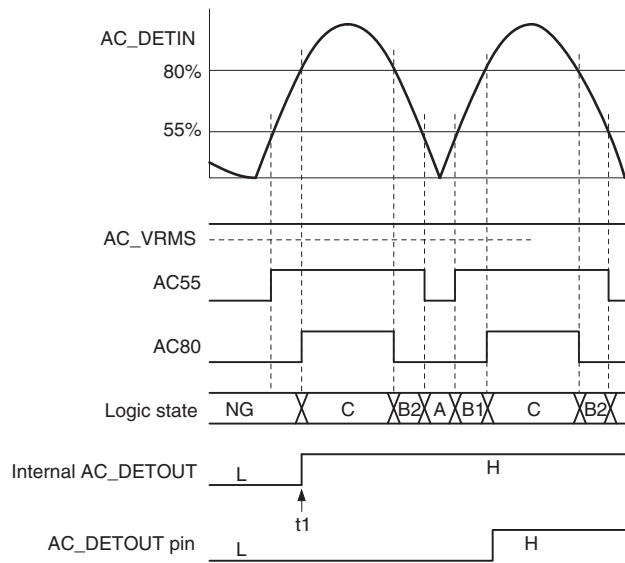 AC_DETIN
80%
55%
AC_VRMS
AC55
AC80
Logic state NG C B2 A B1 C B2
Internal AC_DETOUT L H
t1
AC_DETOUT pin L H